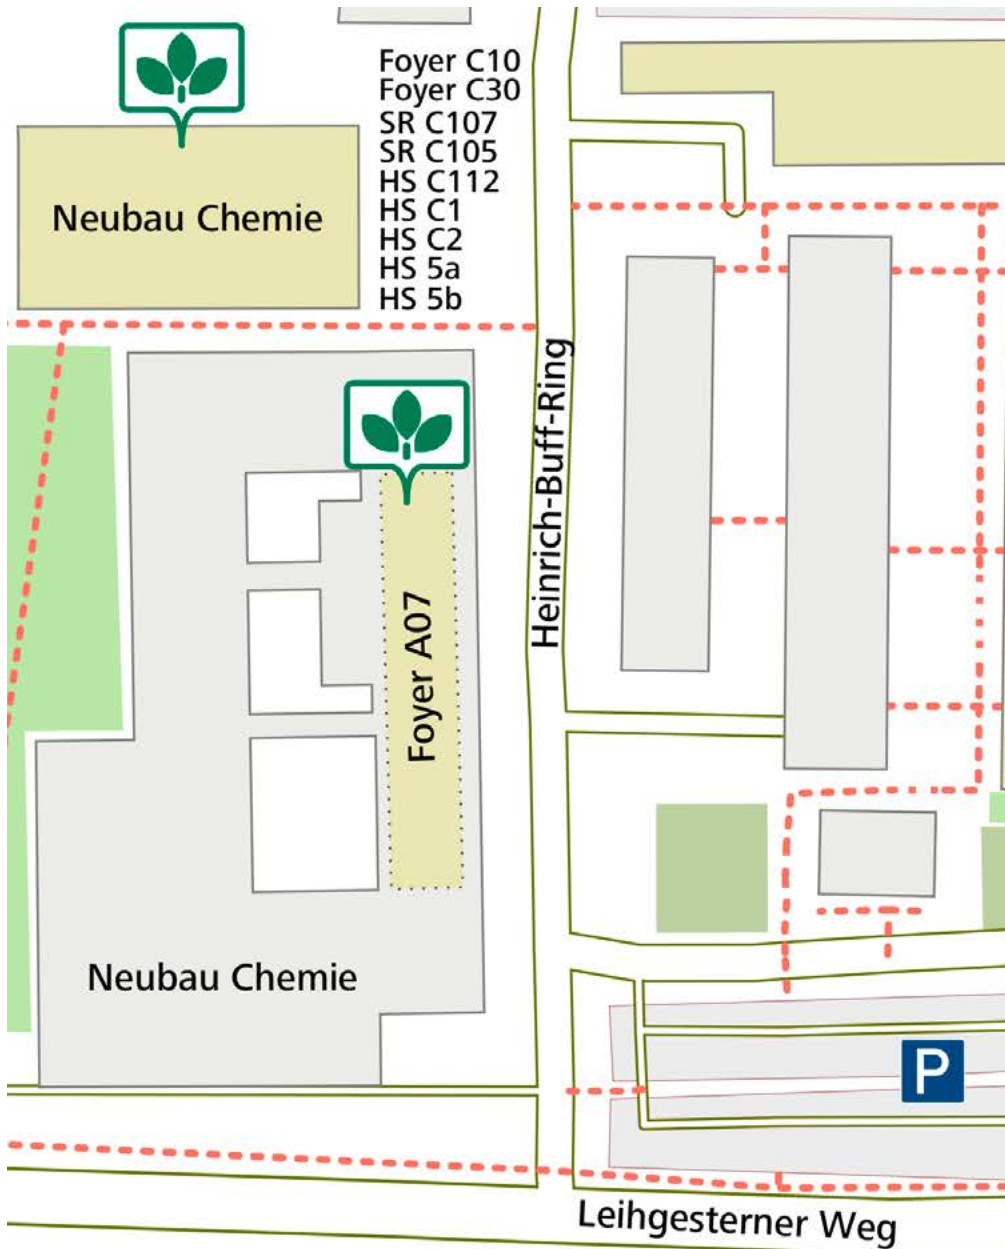 Foyer C10
Foyer C30
SR C107
SR C105
HS C112
HS C1
HS C2
HS 5a
HS 5b
Neubau Chemie
Heinrich-Buff-Ring
Foyer A07
Neubau Chemie
P
Leihgesterner Weg